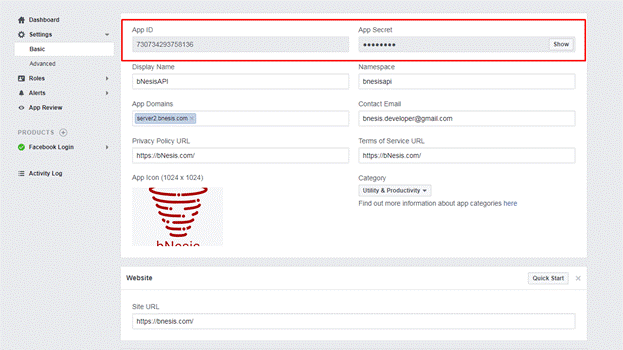 Dashboard
Settings
Basic
Advanced
Roles
Alerts
App Review
PRODUCTS
Facebook Login
Activity Log
App ID
App Secret
730734293758136
●●●●●●●●
Show
Display Name
Namespace
bNesisAPI
bnesisapi
App Domains
Contact Email
server2.bnesis.com ×
bnesis.developer@gmail.com
Privacy Policy URL
Terms of Service URL
https://bNesis.com/
https://bNesis.com/
App Icon (1024 x 1024)
Category
Utility & Productivity
Find out more information about app categories here
bNesis
Website
Quick Start
×
Site URL
https://bnesis.com/